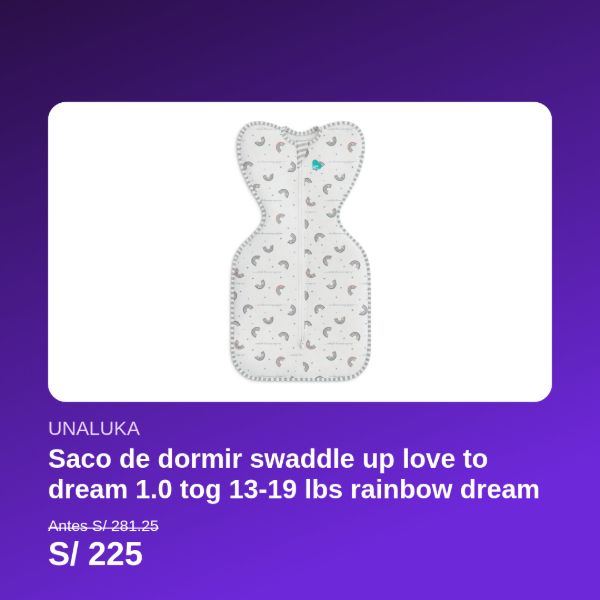 UNALUKA
Saco de dormir swaddle up love to
dream 1.0 tog 13-19 lbs rainbow dream
Antes S/ 281.25
S/ 225